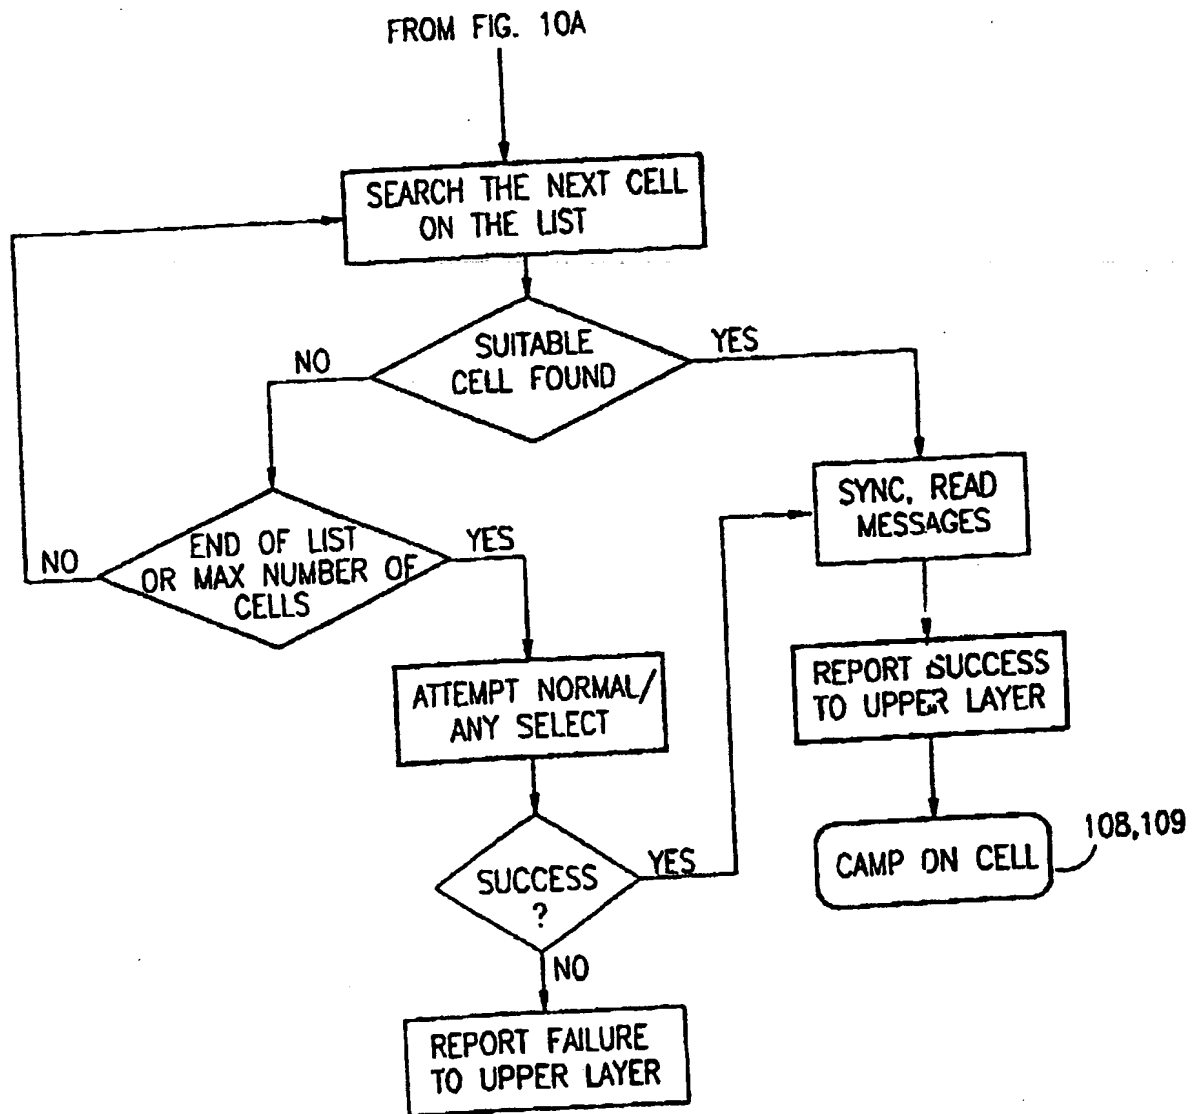 FROM FIG. 10A
SEARCH THE NEXT CELL
ON THE LIST
NO
SUITABLE
CELL FOUND
YES
NO
END OF LIST
OR MAX NUMBER OF
CELLS
YES
SYNC, READ
MESSAGES
ATTEMPT NORMAL/
ANY SELECT
REPORT SUCCESS
TO UPPER LAYER
SUCCESS
?
YES
CAMP ON CELL
108,109
NO
REPORT FAILURE
TO UPPER LAYER